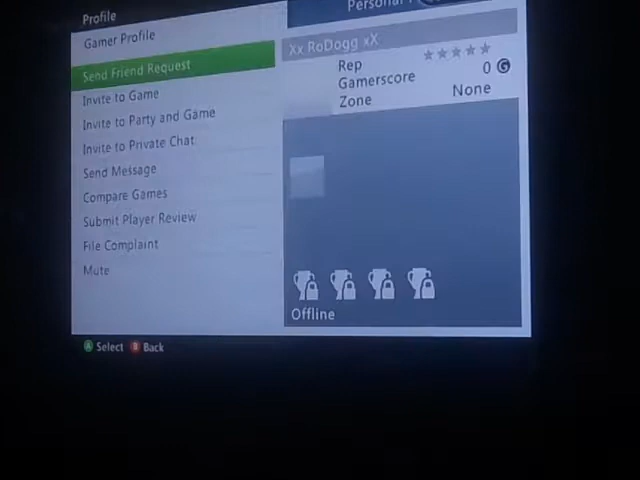 Profile
Personal
Gamer Profile
Send Friend Request
Invite to Game
Invite to Party and Game
Invite to Private Chat
Send Message
Compare Games
Submit Player Review
File Complaint
Mute
Xx RoDogg xX
Rep
Gamerscore 0 G
Zone None
Offline
A Select B Back